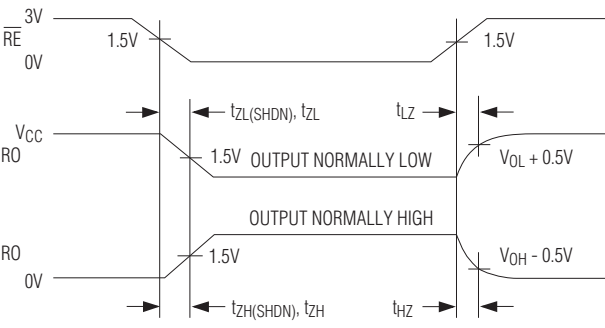 3V
RE 1.5V 1.5V
0V
tZL(SHDN), tZL tLZ
VCC
RO 1.5V OUTPUT NORMALLY LOW VOL + 0.5V
OUTPUT NORMALLY HIGH
RO 1.5V VOH - 0.5V
0V
tZH(SHDN), tZH tHZ